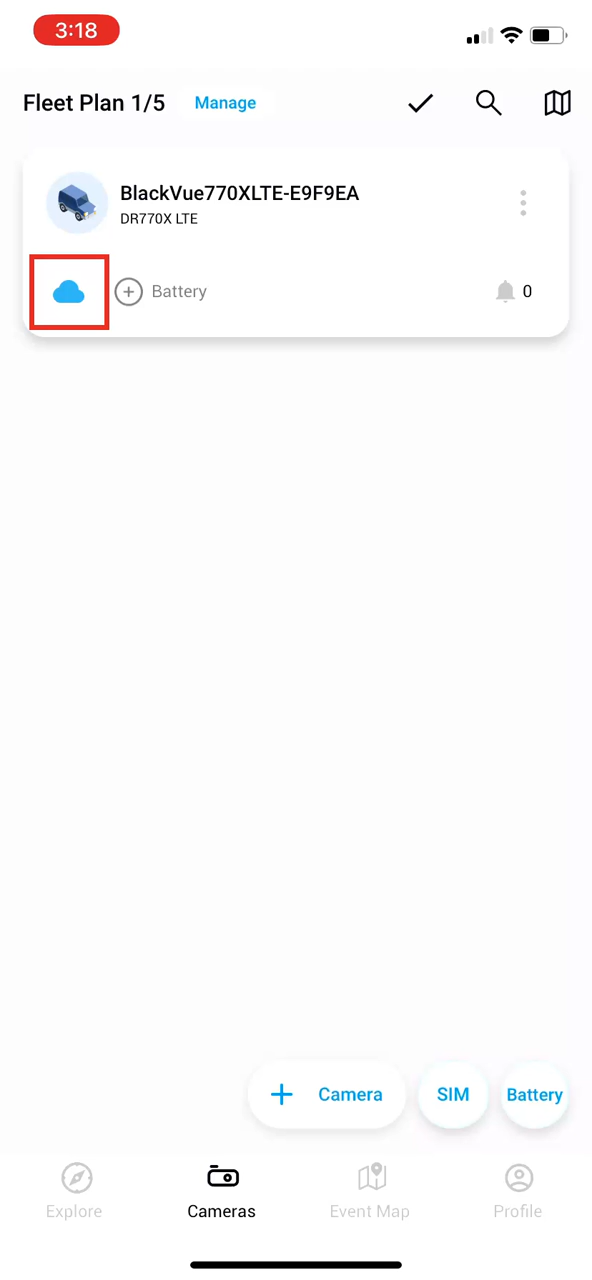 3:18
Fleet Plan 1/5 Manage
BlackVue770XLTE-E9F9EA
DR770X LTE
Battery 0
Camera SIM Battery
Explore Cameras Event Map Profile